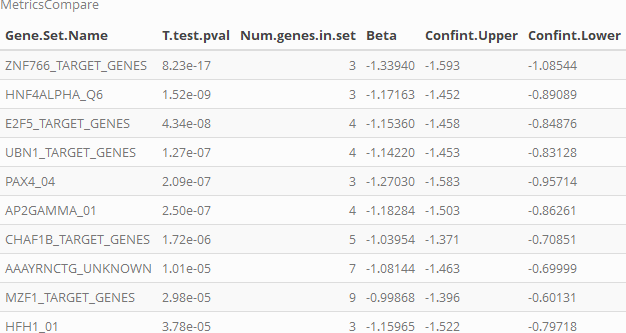 MetricsCompare
Gene.Set.Name T.test.pval Num.genes.in.set Beta Confint.Upper Confint.Lower
ZNF766_TARGET_GENES 8.23e-17 3 -1.33940 -1.593 -1.08544
HNF4ALPHA_Q6 1.52e-09 3 -1.17163 -1.452 -0.89089
E2F5_TARGET_GENES 4.34e-08 4 -1.15360 -1.458 -0.84876
UBN1_TARGET_GENES 1.27e-07 4 -1.14220 -1.453 -0.83128
PAX4_04 2.09e-07 3 -1.27030 -1.583 -0.95714
AP2GAMMA_01 2.50e-07 4 -1.18284 -1.503 -0.86261
CHAF1B_TARGET_GENES 1.72e-06 5 -1.03954 -1.371 -0.70851
AAAYRNCTG_UNKNOWN 1.01e-05 7 -1.08144 -1.463 -0.69999
MZF1_TARGET_GENES 2.98e-05 9 -0.99868 -1.396 -0.60131
HFH1_01 3.78e-05 3 -1.15965 -1.522 -0.79718